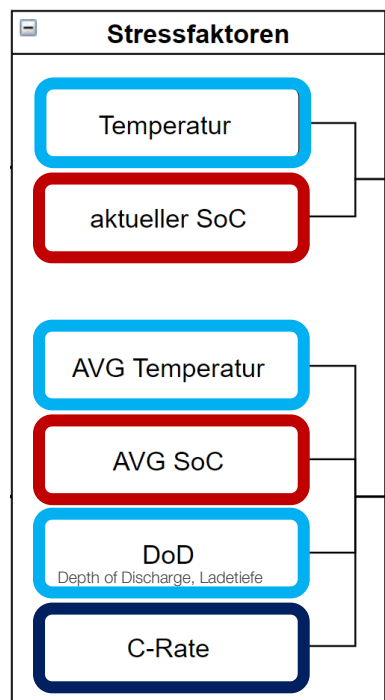 Stressfaktoren
Temperatur
aktueller SoC
AVG Temperatur
AVG SoC
DoD
Depth of Discharge, Ladetiefe
C-Rate